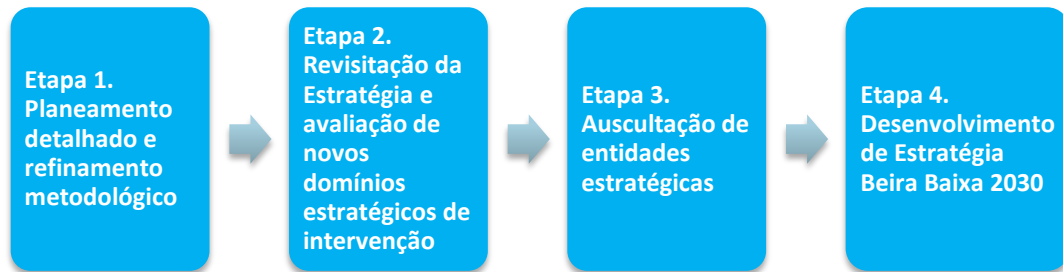 Etapa 1.
Planeamento
detalhado e
refinamento
metodológico
Etapa 2.
Revisitação da
Estratégia e
avaliação de
novos
domínios
estratégicos de
intervenção
Etapa 3.
Auscultação de
entidades
estratégicas
Etapa 4.
Desenvolvimento
de Estratégia
Beira Baixa 2030